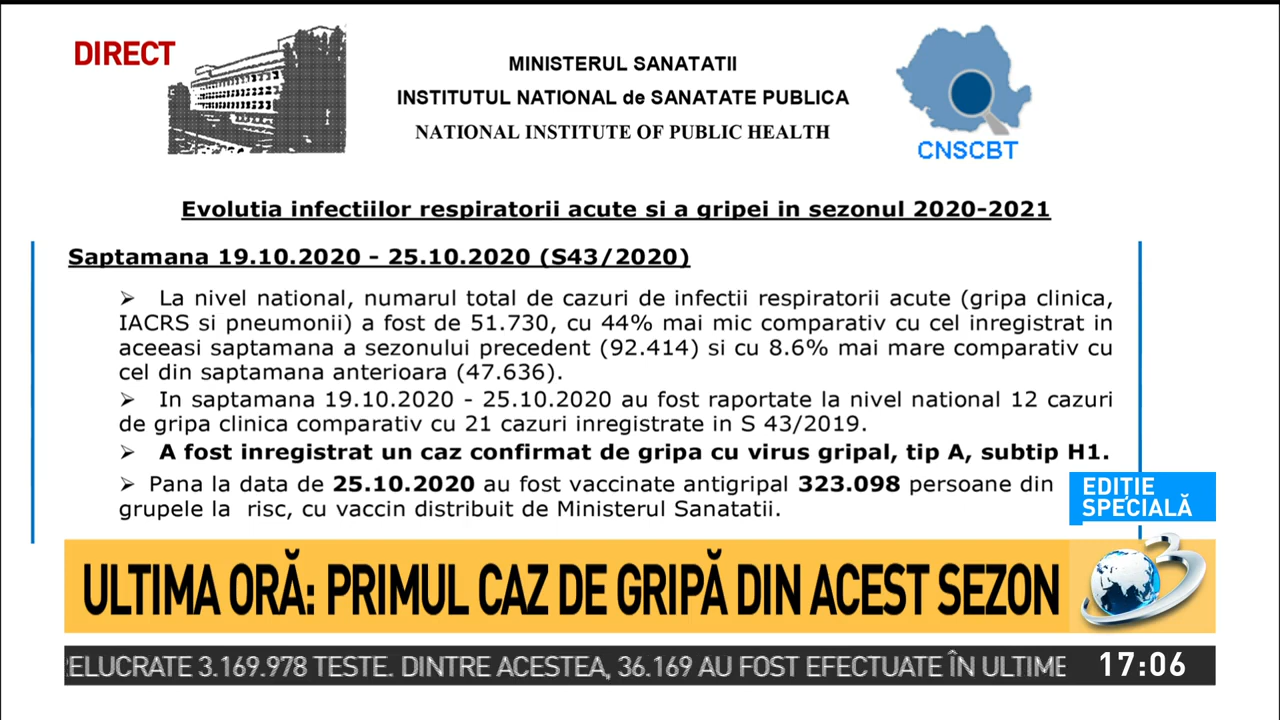 DIRECT
MINISTERUL SANATATII
INSTITUTUL NATIONAL de SANATATE PUBLICA
NATIONAL INSTITUTE OF PUBLIC HEALTH
CNSCBT
Evolutia infectiilor respiratorii acute si a gripei in sezonul 2020-2021
Saptamana 19.10.2020 - 25.10.2020 (S43/2020)
➢ La nivel national, numarul total de cazuri de infectii respiratorii acute (gripa clinica,
IACRS si pneumonii) a fost de 51.730, cu 44% mai mic comparativ cu cel inregistrat in
aceeasi saptamana a sezonului precedent (92.414) si cu 8.6% mai mare comparativ cu
cel din saptamana anterioara (47.636).
➢ In saptamana 19.10.2020 - 25.10.2020 au fost raportate la nivel national 12 cazuri
de gripa clinica comparativ cu 21 cazuri inregistrate in S 43/2019.
➢ A fost inregistrat un caz confirmat de gripa cu virus gripal, tip A, subtip H1.
➢ Pana la data de 25.10.2020 au fost vaccinate antigripal 323.098 persoane din
grupele la risc, cu vaccin distribuit de Ministerul Sanatatii.
EDIȚIE
SPECIALĂ
ULTIMA ORĂ: PRIMUL CAZ DE GRIPĂ DIN ACEST SEZON
3
RELUCRATE 3.169.978 TESTE. DINTRE ACESTEA, 36.169 AU FOST EFECTUATE ÎN ULTIME
17:06